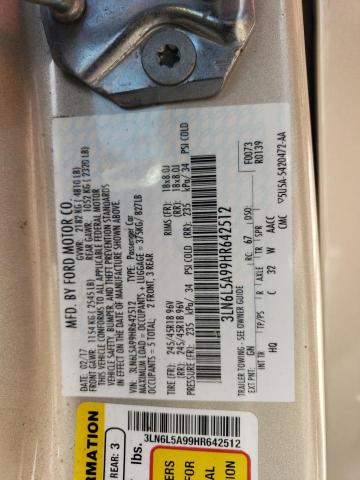 MFD. BY FORD MOTOR CO.
DATE: 02/17 GVWR: 2182 KG ( 4810 LB)
FRONT GAWR: 1154 KG ( 2545 LB) REAR GAWR: 1052 KG ( 2320 LB)
THIS VEHICLE CONFORMS TO ALL APPLICABLE FEDERAL MOTOR
VEHICLE SAFETY, BUMPER, AND THEFT PREVENTION STANDARDS
IN EFFECT ON THE DATE OF MANUFACTURE SHOWN ABOVE.
VIN: 3LN6L5A99HR642512 TYPE: Passenger Car
MAXIMUM LOAD = OCCUPANTS + LUGGAGE = 375KG/ 827LB
OCCUPANTS = 5 TOTAL: 2 FRONT, 3 REAR
TIRE (FR): 245/45R18 96V RIMS (FR): 18x8.0J
TIRE (RR): 245/45R18 96V (RR): 18x8.0J
PRESSURE (FR): 235 kPa/ 34 PSI COLD (RR): 235 kPa/ 34 PSI COLD
3LN6L5A99HR642512
F0073
R0139
TRAILER TOWING - SEE OWNERS GUIDE
EXT PNT: GN RC: 67 DSO:
INT TR TP/PS R AXLE TR SPR
HQ C 32 W AACC
CMC 5U5A-5420472-AA
3LN6L5A99HR642512
REAR: 3
lbs.